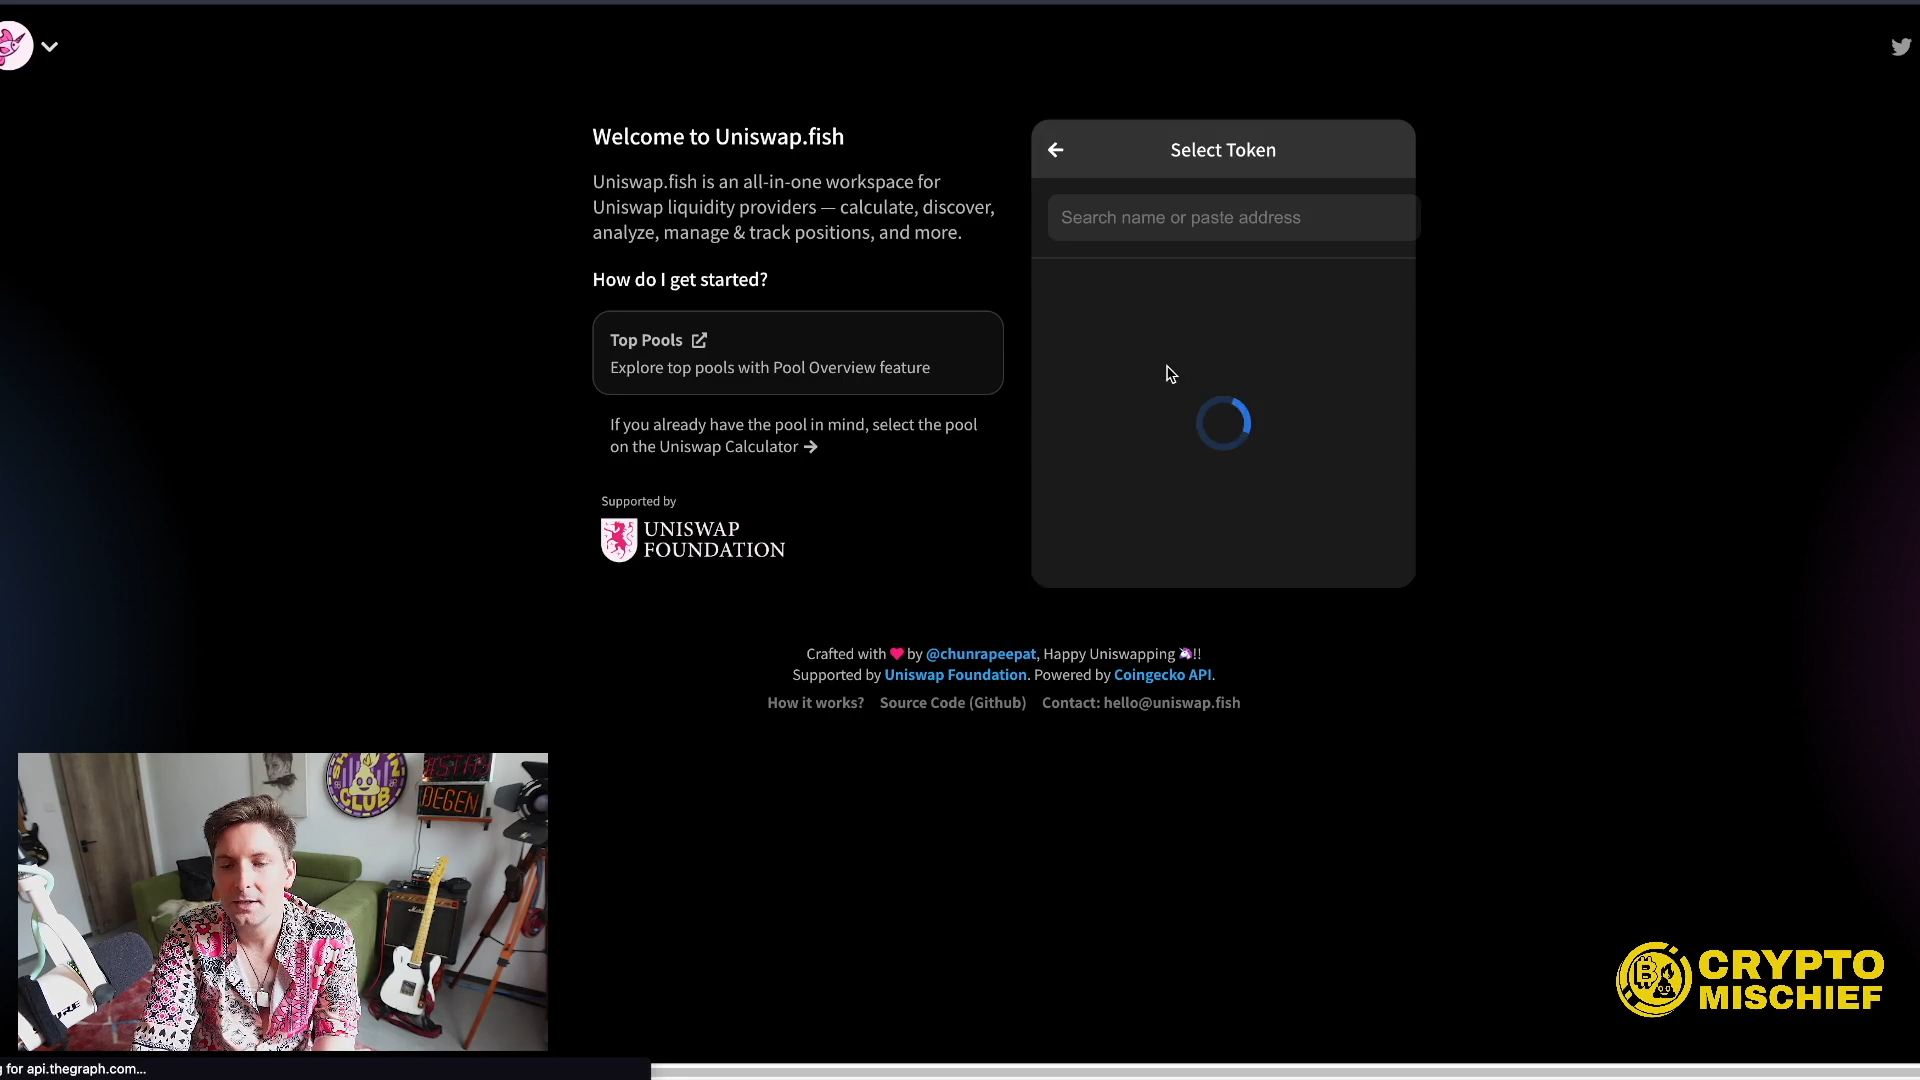 Welcome to Uniswap.fish
Uniswap.fish is an all-in-one workspace for
Uniswap liquidity providers — calculate, discover,
analyze, manage & track positions, and more.
How do I get started?
Top Pools
Explore top pools with Pool Overview feature
If you already have the pool in mind, select the pool
on the Uniswap Calculator →
Supported by
UNISWAP
FOUNDATION
Select Token
Search name or paste address
Crafted with ❤ by @chunrapeepat, Happy Uniswapping 🦄!!
Supported by Uniswap Foundation. Powered by Coingecko API.
How it works? Source Code (Github) Contact: hello@uniswap.fish
CLUB
DEGEN
CRYPTO
MISCHIEF
g for api.thegraph.com...